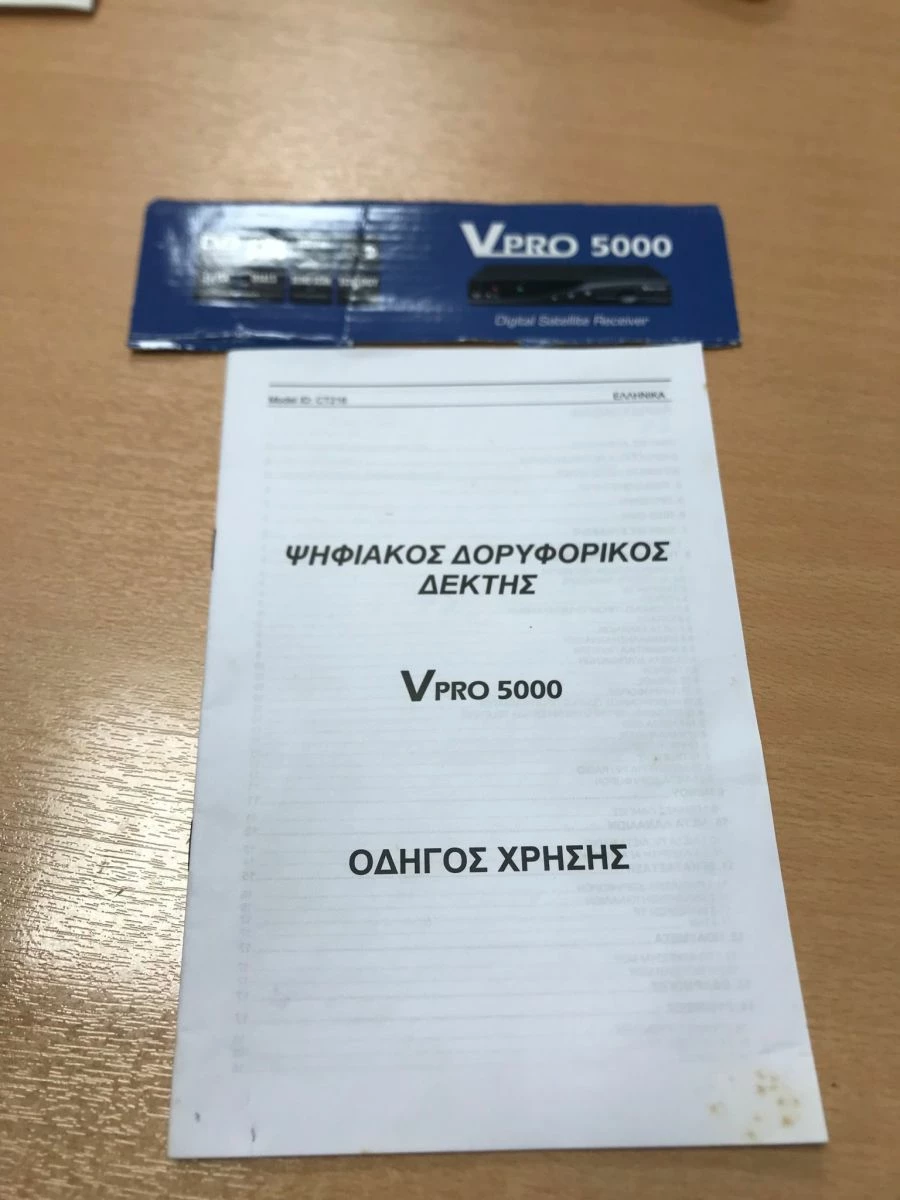 VPRO 5000
Digital Satellite Receiver
Model ID: CT216
ΕΛΛΗΝΙΚΑ
ΨΗΦΙΑΚΟΣ ΔΟΡΥΦΟΡΙΚΟΣ
ΔΕΚΤΗΣ
VPRO 5000
ΟΔΗΓΟΣ ΧΡΗΣΗΣ